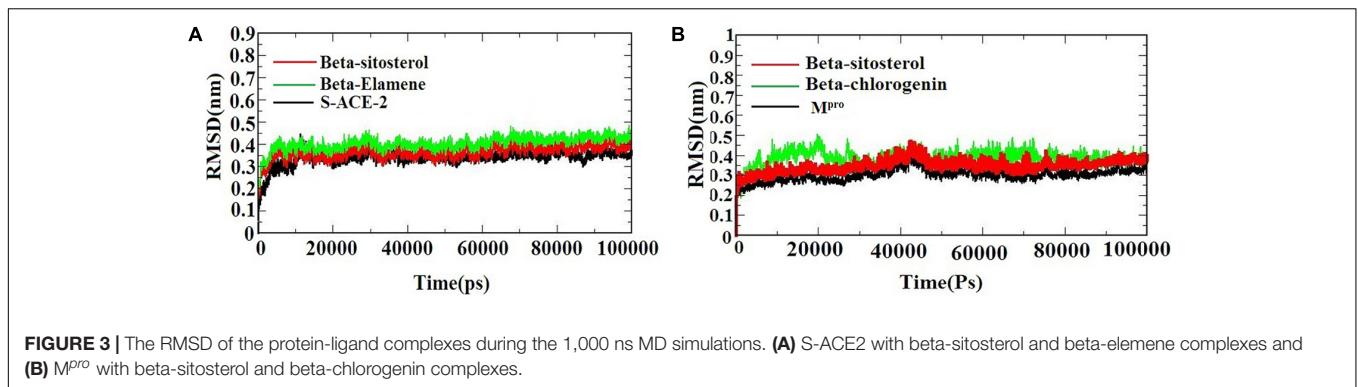 A
0.9
0.8
0.7
0.6
0.5
0.4
0.3
0.2
0.1
0
RMSD(nm)
Beta-sitosterol
Beta-Elamene
S-ACE-2
0 20000 40000 60000 80000 100000
Time(ps)
B
1
0.9
0.8
0.7
0.6
0.5
0.4
0.3
0.2
0.1
0
RMSD(nm)
Beta-sitosterol
Beta-chlorogenin
Mpro
0 20000 40000 60000 80000 100000
Time(Ps)
FIGURE 3 | The RMSD of the protein-ligand complexes during the 1,000 ns MD simulations. (A) S-ACE2 with beta-sitosterol and beta-elemene complexes and
(B) Mpro with beta-sitosterol and beta-chlorogenin complexes.